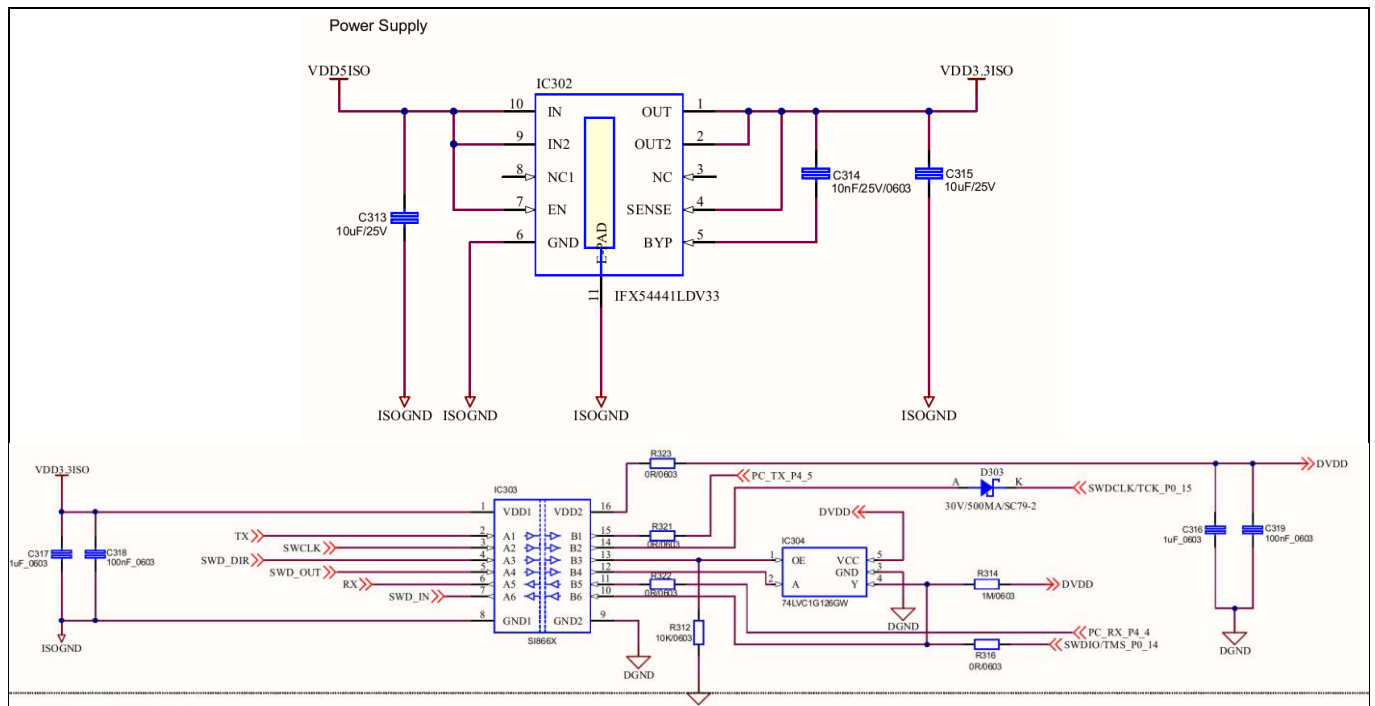 Power Supply
VDD5ISO
VDD3.3ISO
IC302
10 IN OUT 1
9 IN2 OUT2 2
8 NC1 NC 3
7 EN SENSE 4
6 GND BYP 5
E-PAD
11
IFX54441LDV33
C313
10uF/25V
C314
10nF/25V/0603
C315
10uF/25V
ISOGND ISOGND ISOGND ISOGND
VDD3.3ISO
C317
1uF_0603
C318
100nF_0603
ISOGND
TX
SWCLK
SWD_DIR
SWD_OUT
RX
SWD_IN
IC303
1 VDD1 VDD2 16
2 A1 B1 15
3 A2 B2 14
4 A3 B3 13
5 A4 B4 12
6 A5 B5 11
7 A6 B6 10
8 GND1 GND2 9
SI866X
DGND
R323
0R/0603
R321
0R/0603
R322
0R/0603
R312
10K/0603
PC_TX_P4_5
DVDD
IC304
1 OE VCC 5
GND 3
2 A Y 4
74LVC1G126GW
DGND
A D303 K
30V/500MA/SC79-2
SWDCLK/TCK_P0_15
R314
1M/0603
DVDD
PC_RX_P4_4
SWDIO/TMS_P0_14
R316
0R/0603
DVDD
C316
1uF_0603
C319
100nF_0603
DGND